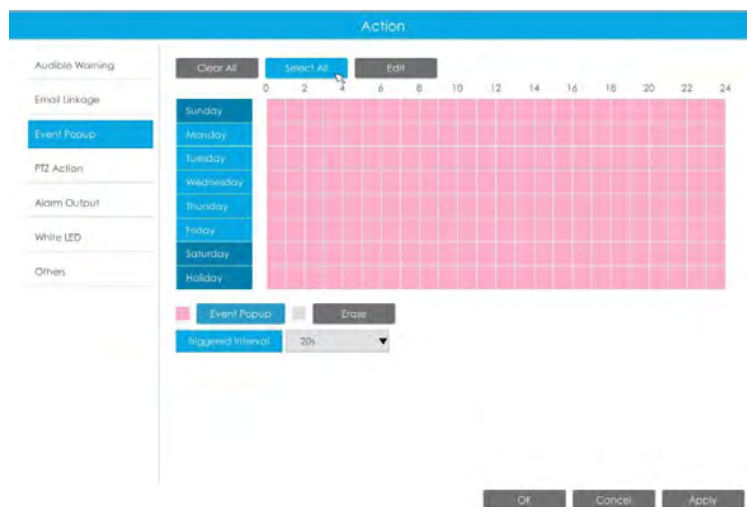 Action
Audible Warning
Email Linkage
Event Popup
PTZ Action
Alarm Output
White LED
Others
Clear All Select All Edit
0 2 4 6 8 10 12 14 16 18 20 22 24
Sunday
Monday
Tuesday
Wednesday
Thursday
Friday
Saturday
Holiday
Event Popup Erase
Triggered Interval 20s
OK Cancel Apply